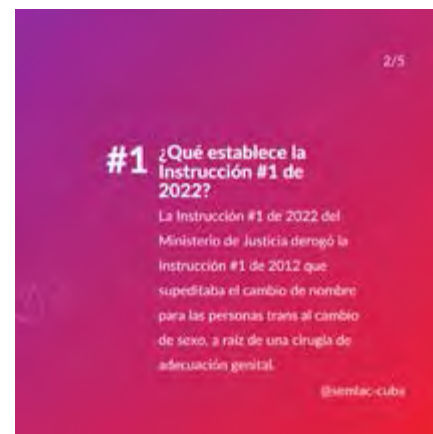 2/5
#1 ¿Qué establece la
Instrucción #1 de
2022?
La Instrucción #1 de 2022 del
Ministerio de Justicia derogó la
Instrucción #1 de 2012 que
supeditaba el cambio de nombre
para las personas trans al cambio
de sexo, a raíz de una cirugía de
adecuación genital.
@semlac-cuba